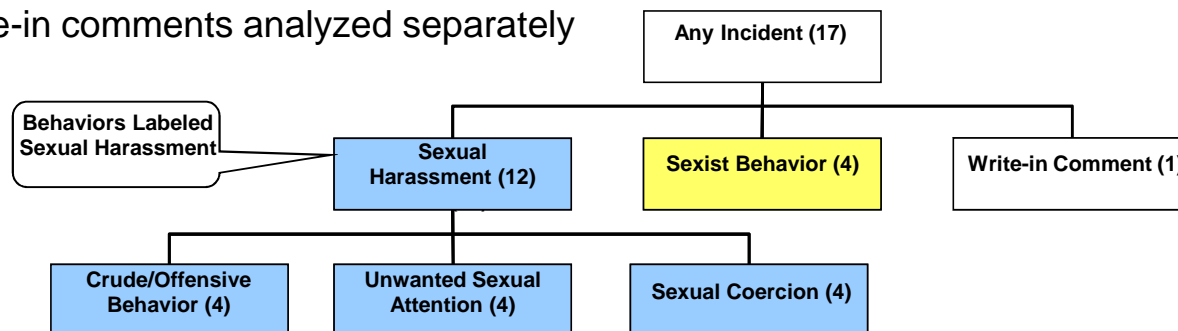 e-in comments analyzed separately
Any Incident (17)
Behaviors Labeled
Sexual Harassment
Sexual
Harassment (12)
Sexist Behavior (4)
Write-in Comment (1)
Crude/Offensive
Behavior (4)
Unwanted Sexual
Attention (4)
Sexual Coercion (4)